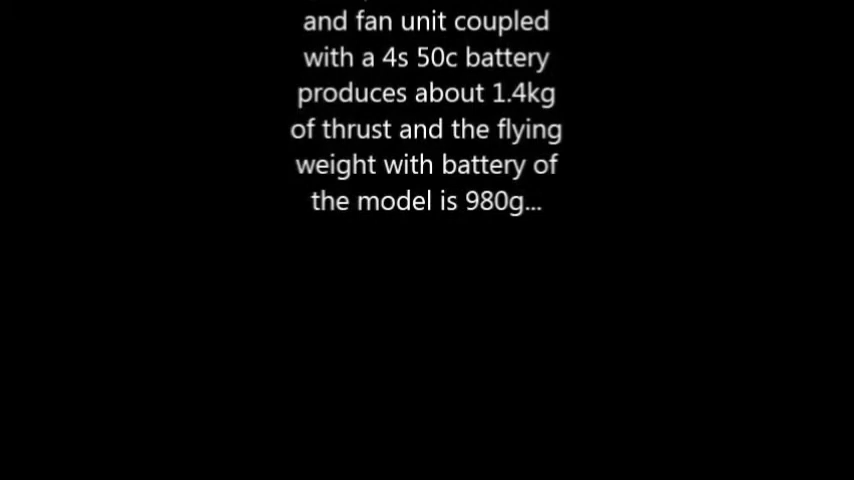 and fan unit coupled
with a 4s 50c battery
produces about 1.4kg
of thrust and the flying
weight with battery of
the model is 980g...